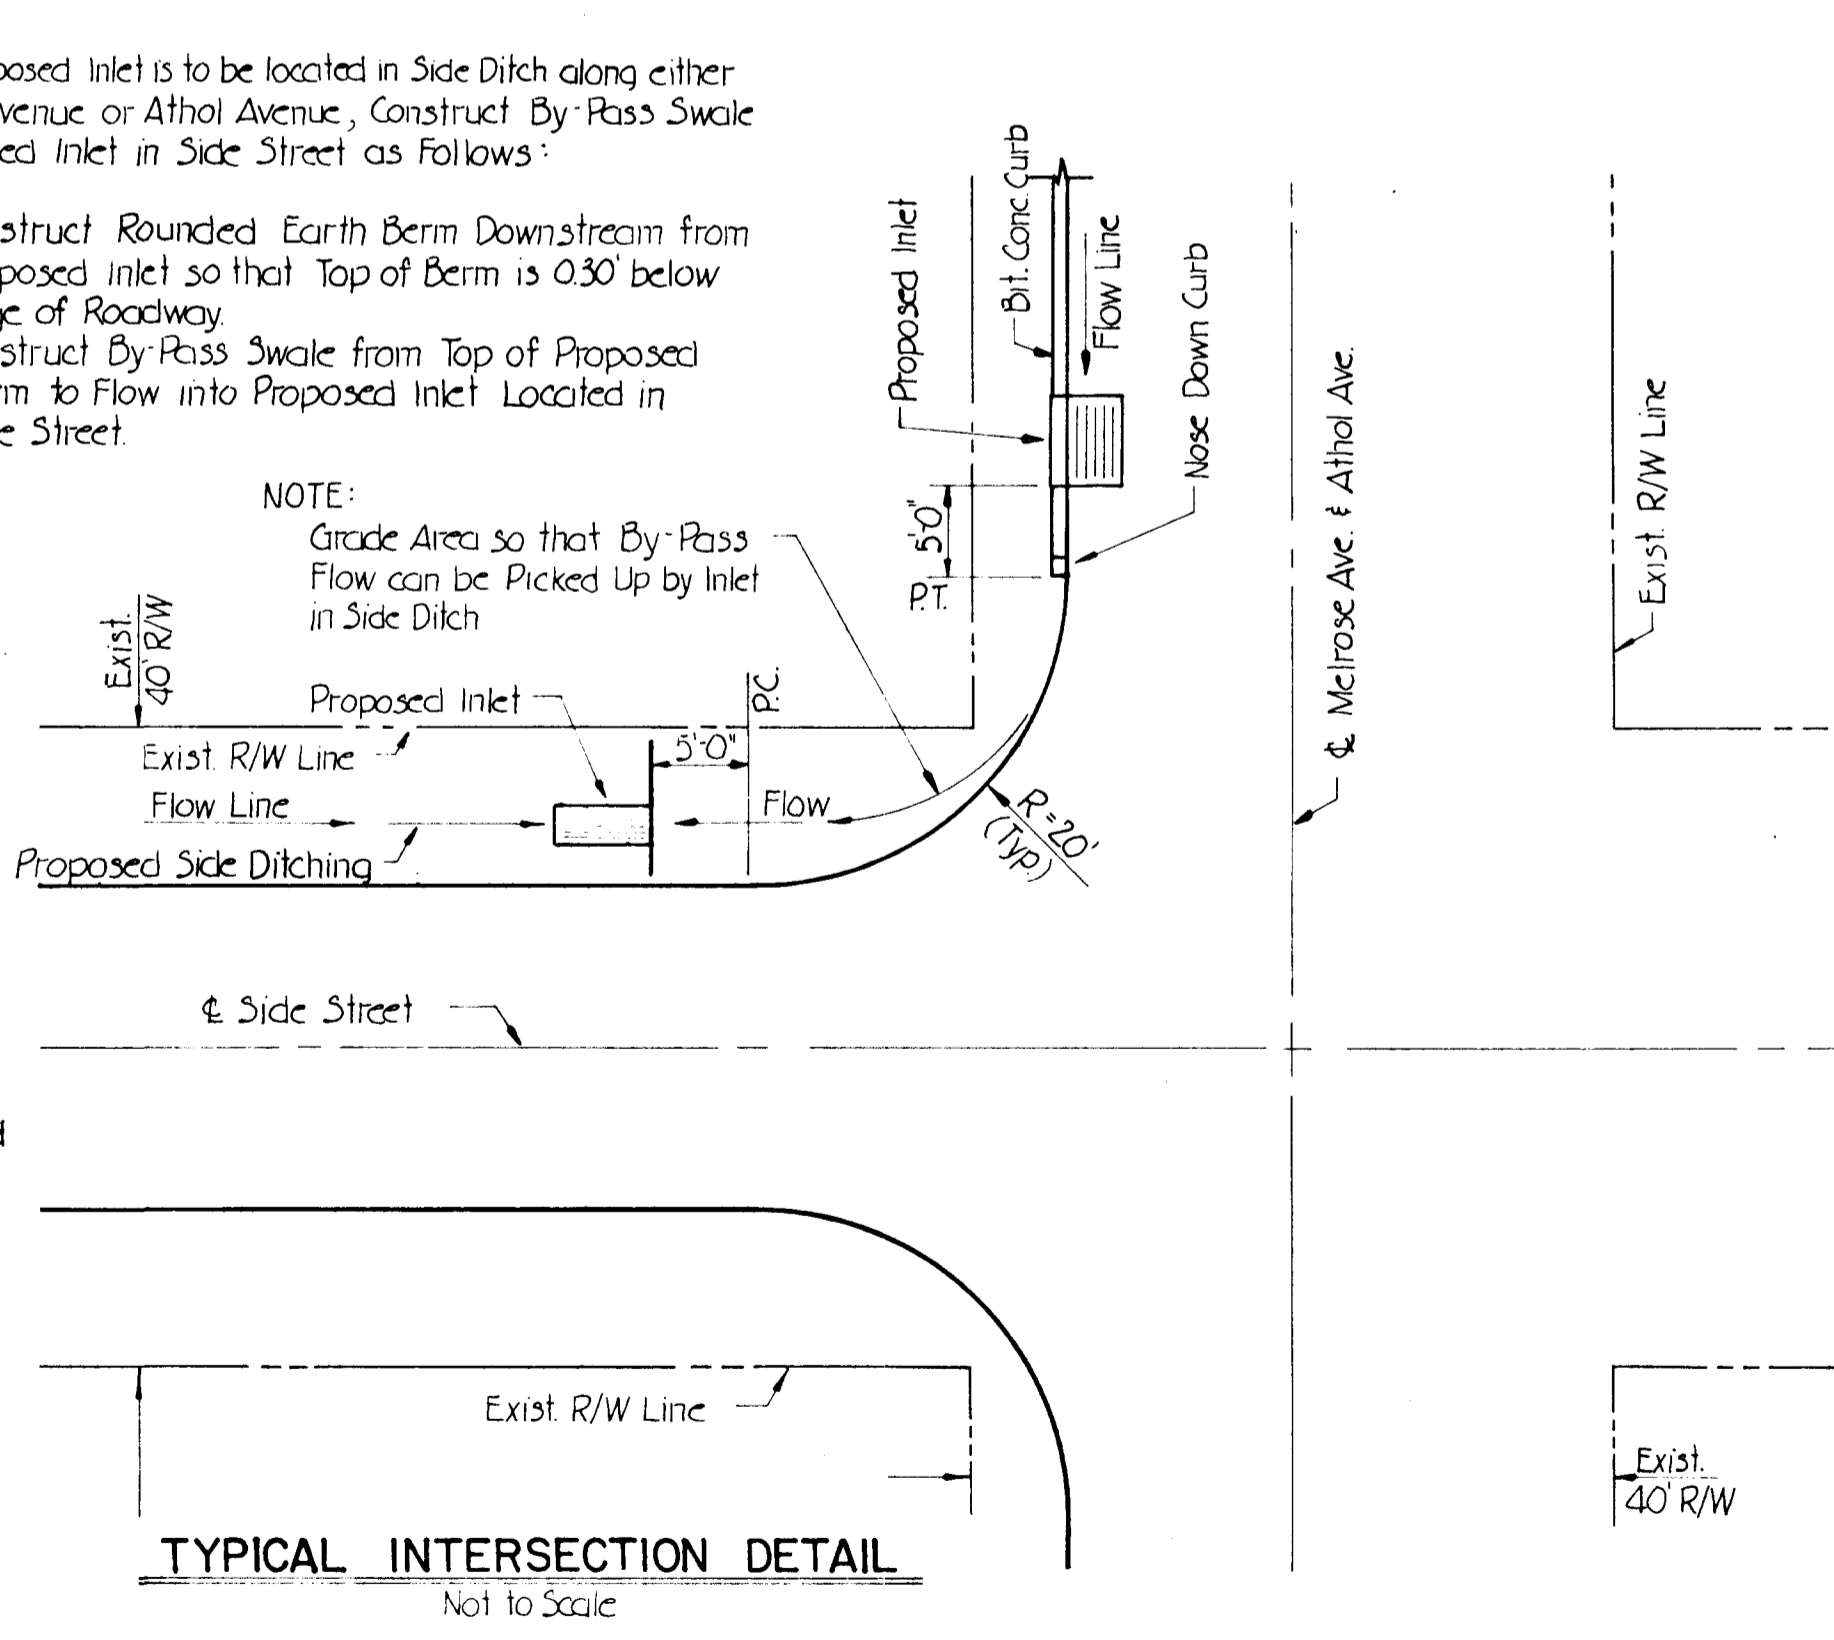 posed Inlet is to be located in Side Ditch along either
venue or Athol Avenue, Construct By-Pass Swale
ed Inlet in Side Street as Follows:
struct Rounded Earth Berm Downstream from
posed Inlet so that Top of Berm is 0.30' below
ge of Roadway.
struct By-Pass Swale from Top of Proposed
rm to Flow into Proposed Inlet Located in
e Street.
NOTE:
Grade Area so that By-Pass
Flow can be Picked Up by Inlet
in Side Ditch
Proposed Inlet
Bit. Conc. Curb
Flow Line
Nose Down Curb
5'-0"
P.T.
℄ Melrose Ave. & Athol Ave.
Exist. R/W Line
Exist.
40' R/W
Proposed Inlet
P.C.
Exist. R/W Line
5'-0"
Flow Line
Flow
R=20'
(Typ.)
Proposed Side Ditching
℄ Side Street
Exist. R/W Line
Exist.
40' R/W
TYPICAL INTERSECTION DETAIL
Not to Scale